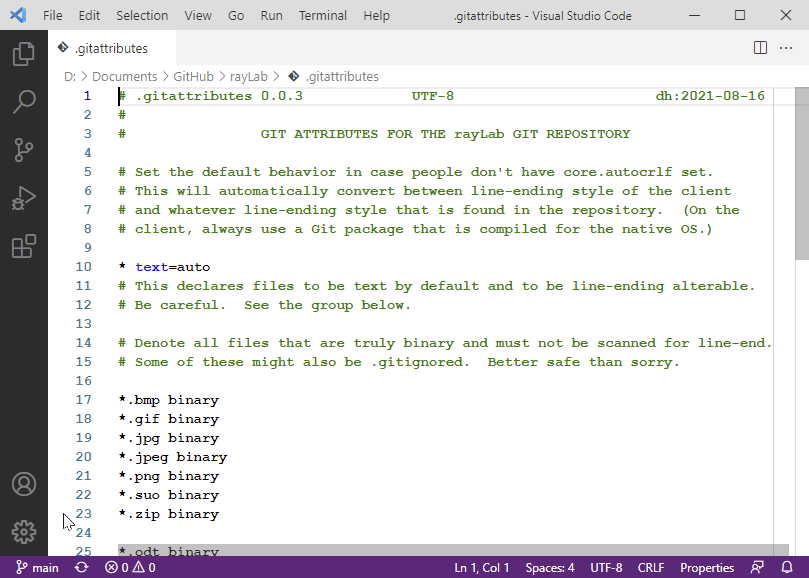 File Edit Selection View Go Run Terminal Help .gitattributes - Visual Studio Code
.gitattributes
D: > Documents > GitHub > rayLab > .gitattributes
1 # .gitattributes 0.0.3 UTF-8 dh:2021-08-16
2 #
3 # GIT ATTRIBUTES FOR THE rayLab GIT REPOSITORY
4
5 # Set the default behavior in case people don't have core.autocrlf set.
6 # This will automatically convert between line-ending style of the client
7 # and whatever line-ending style that is found in the repository.  (On the
8 # client, always use a Git package that is compiled for the native OS.)
9
10 * text=auto
11 # This declares files to be text by default and to be line-ending alterable.
12 # Be careful.  See the group below.
13
14 # Denote all files that are truly binary and must not be scanned for line-end.
15 # Some of these might also be .gitignored.  Better safe than sorry.
16
17 *.bmp binary
18 *.gif binary
19 *.jpg binary
20 *.jpeg binary
21 *.png binary
22 *.suo binary
23 *.zip binary
24
25 *.odt binary
main 0 0 Ln 1, Col 1 Spaces: 4 UTF-8 CRLF Properties